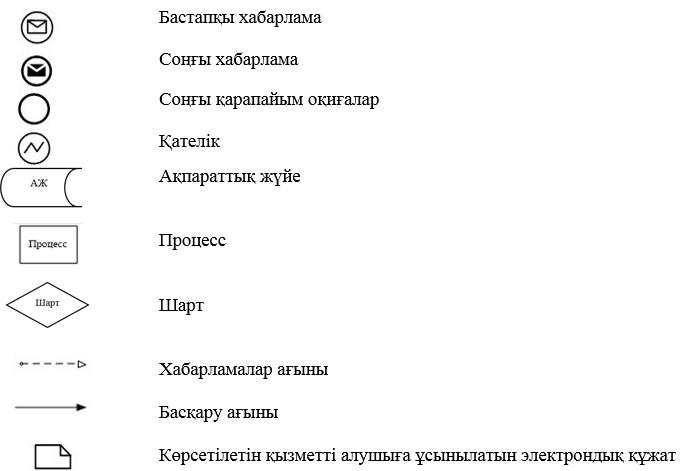 Бастапқы хабарлама
Соңғы хабарлама
Соңғы қарапайым оқиғалар
Қателік
АЖ Ақпараттық жүйе
Процесс Процесс
Шарт Шарт
Хабарламалар ағыны
Басқару ағыны
Көрсетілетін қызметті алушыға ұсынылатын электрондық құжат